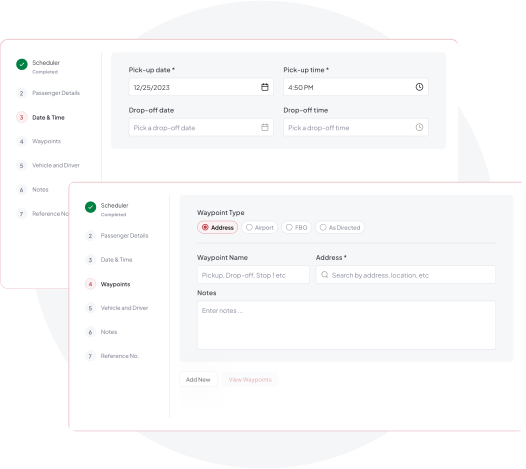 Scheduler
Completed
2 Passenger Details
3 Date & Time
4 Waypoints
5 Vehicle and Driver
6 Notes
7 Reference No
Pick-up date * Pick-up time *
12/25/2023 4:50 PM
Drop-off date Drop-off time
Pick a drop-off date Pick a drop-off time
Scheduler
Completed
2 Passenger Details
3 Date & Time
4 Waypoints
5 Vehicle and Driver
6 Notes
7 Reference No.
Waypoint Type
Address Airport FBO As Directed
Waypoint Name Address *
Pickup, Drop-off, Stop 1 etc Search by address, location, etc
Notes
Enter notes ...
Add New View Waypoints